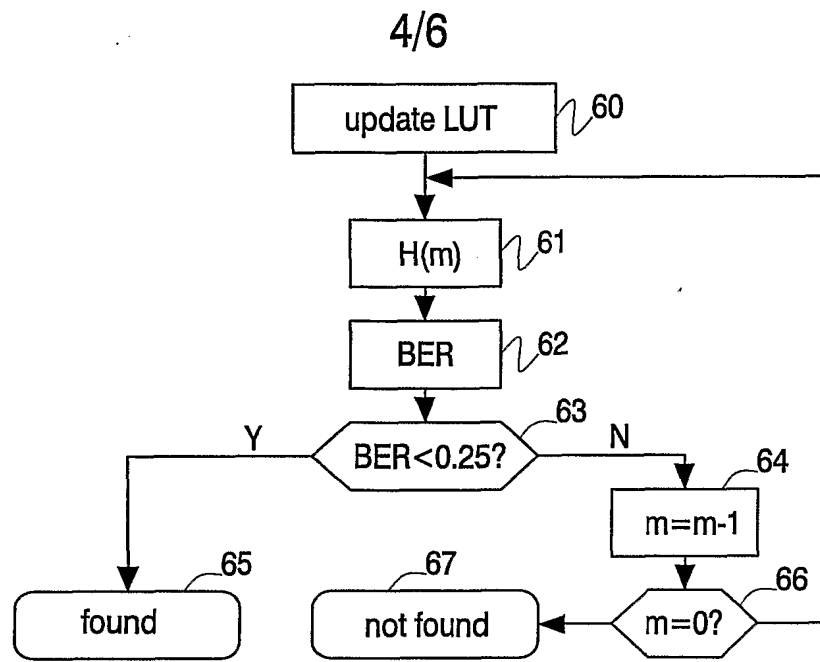 4/6
update LUT
60
H(m)
61
BER
62
BER<0.25?
63
Y
N
m=m-1
64
found
65
not found
67
m=0?
66